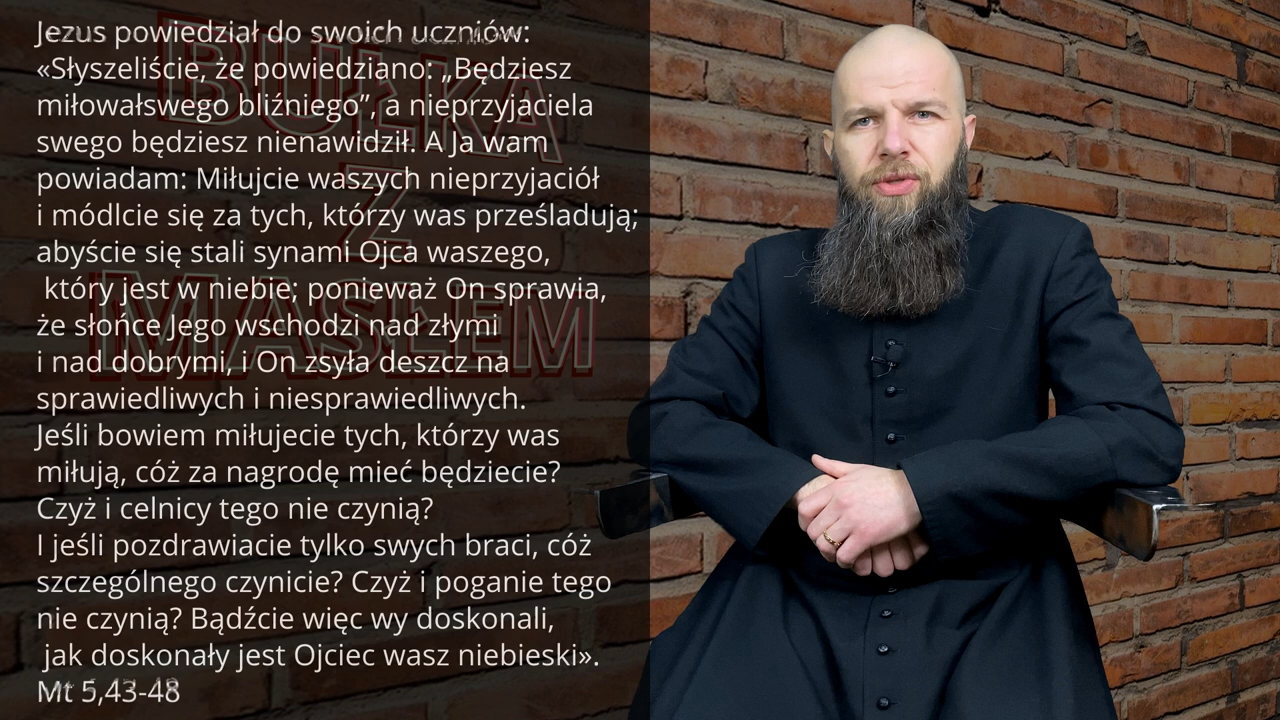 Jezus powiedział do swoich uczniów:
«Słyszeliście, że powiedziano: „Będziesz
miłowałswego bliźniego”, a nieprzyjaciela
swego będziesz nienawidził. A Ja wam
powiadam: Miłujcie waszych nieprzyjaciół
i módlcie się za tych, którzy was prześladują;
abyście się stali synami Ojca waszego,
który jest w niebie; ponieważ On sprawia,
że słońce Jego wschodzi nad złymi
i nad dobrymi, i On zsyła deszcz na
sprawiedliwych i niesprawiedliwych.
Jeśli bowiem miłujecie tych, którzy was
miłują, cóż za nagrodę mieć będziecie?
Czyż i celnicy tego nie czynią?
I jeśli pozdrawiacie tylko swych braci, cóż
szczególnego czynicie? Czyż i poganie tego
nie czynią? Bądźcie więc wy doskonali,
jak doskonały jest Ojciec wasz niebieski».
Mt 5,43-48
BUŁKA
Z
MASŁEM